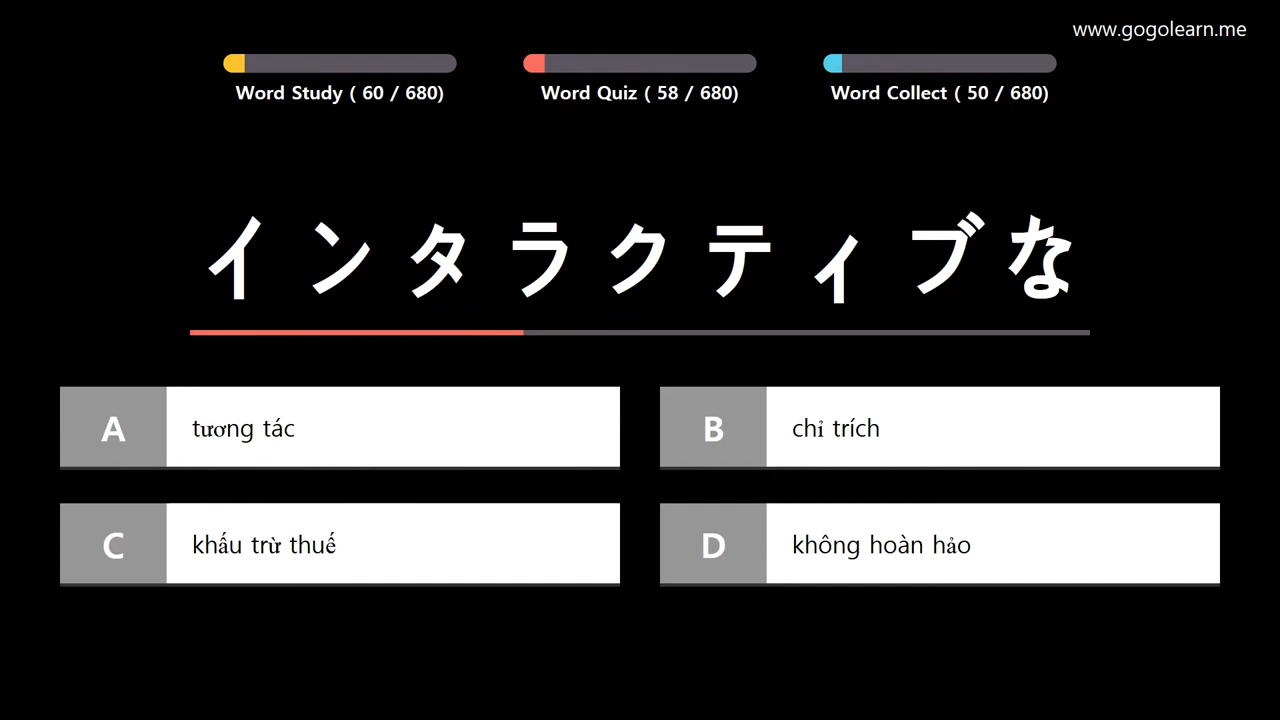 www.gogolearn.me
Word Study ( 60 / 680)
Word Quiz ( 58 / 680)
Word Collect ( 50 / 680)
インタラクティブな
A
tương tác
B
chỉ trích
C
khấu trừ thuế
D
không hoàn hảo